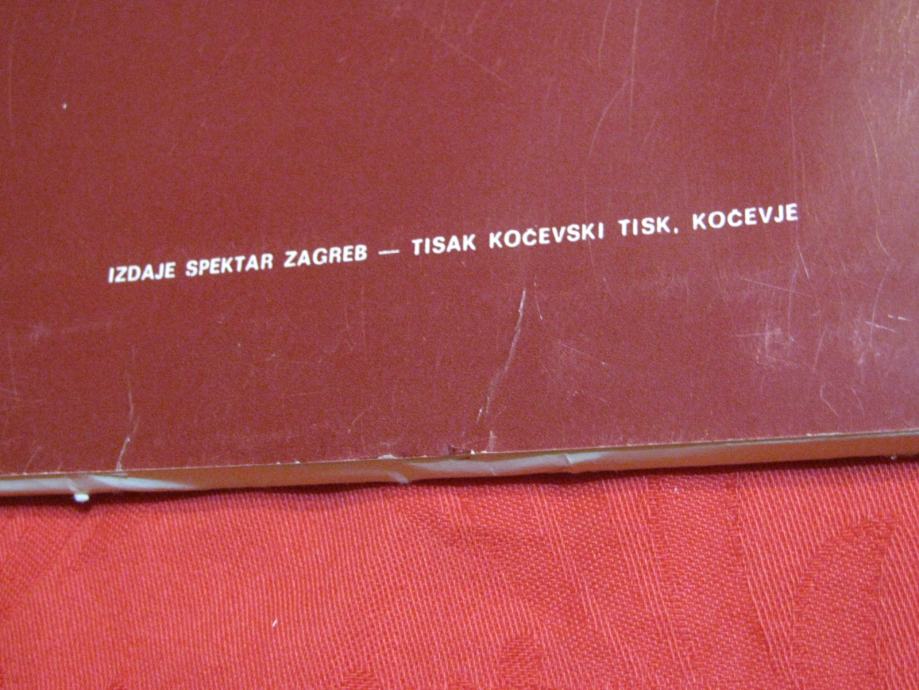 IZDAJE SPEKTAR ZAGREB — TISAK KOČEVSKI TISK, KOČEVJE